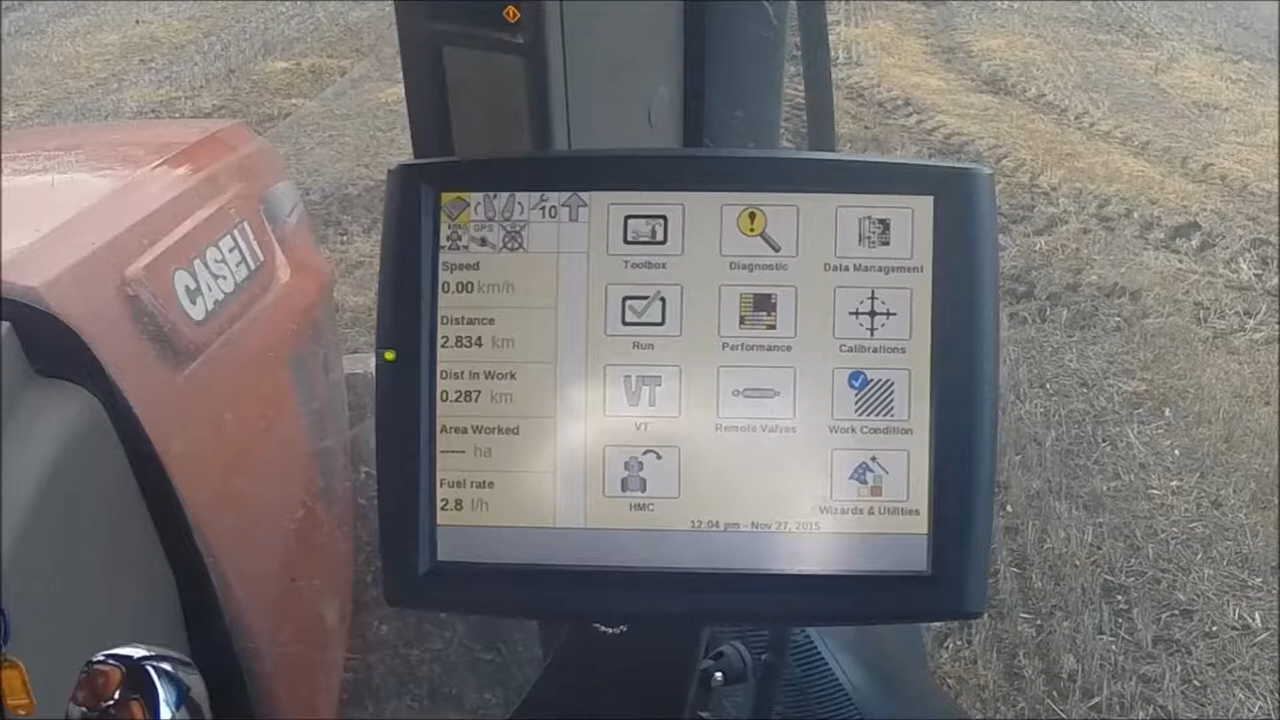 CASE II
10
GPS
Speed
0.00 km/h
Distance
2.834 km
Dist In Work
0.287 km
Area Worked
---- ha
Fuel rate
2.8 l/h
Toolbox
Diagnostic
Data Management
Run
Performance
Calibrations
VT
VT
Remote Valves
Work Condition
HMC
Wizards & Utilities
12:04 pm - Nov 27, 2015